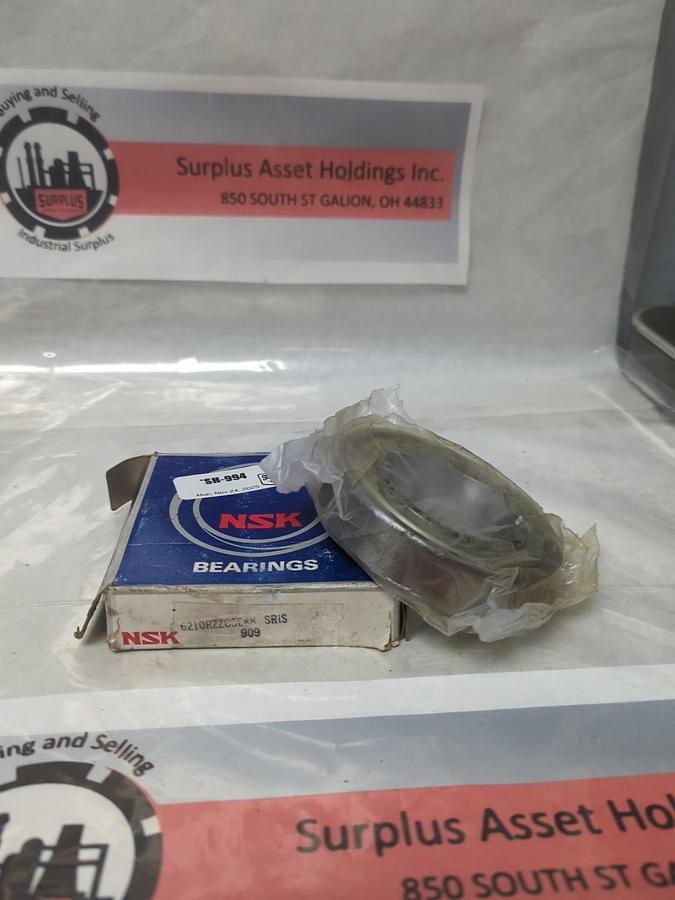 Buying and Selling
SURPLUS
Industrial Surplus
Surplus Asset Holdings Inc.
850 SOUTH ST GALION, OH 44833
*SH-994
Mon, Nov 24, 2025
NSK
BEARINGS
NSK
SRIS
909
ing and Selling
Surplus Asset Hol
850 SOUTH ST GA